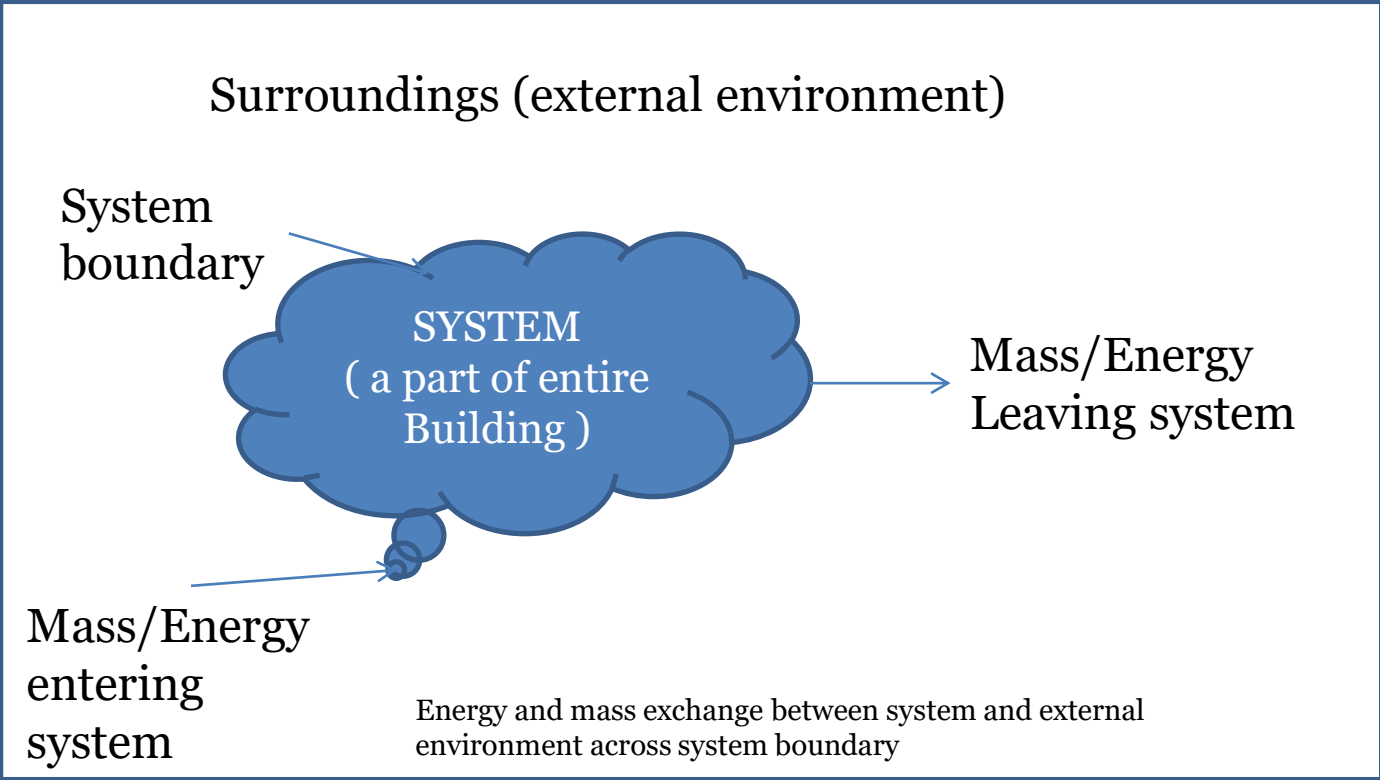 Surroundings (external environment)
System
boundary
SYSTEM
( a part of entire
Building )
Mass/Energy
Leaving system
Mass/Energy
entering
system
Energy and mass exchange between system and external
environment across system boundary